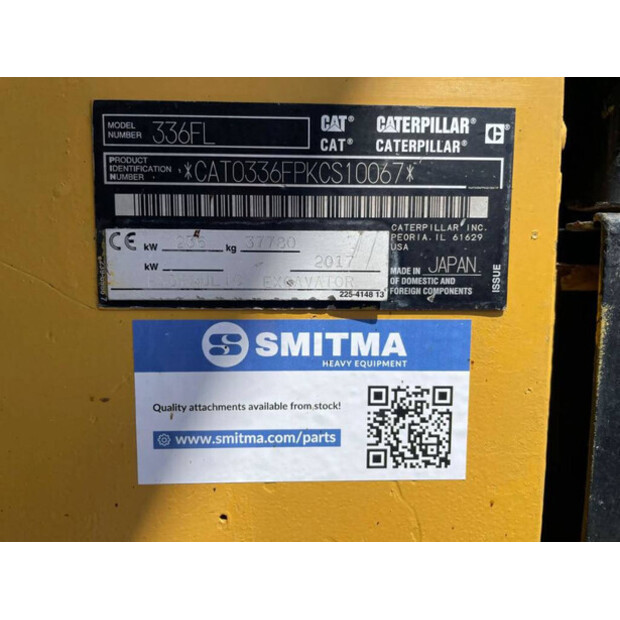 MODEL NUMBER 336FL CAT® CATERPILLAR® C
CAT® CATERPILLAR®
PRODUCT IDENTIFICATION NUMBER *CAT0336FPKCS10067*
CATERPILLAR INC.
PEORIA, IL 61629
USA
CE kW kg 37780
kW 2017
EXCAVATOR
225-4148 13
MADE IN JAPAN
OF DOMESTIC AND
FOREIGN COMPONENTS
ISSUE
SMITMA
HEAVY EQUIPMENT
Quality attachments available from stock!
www.smitma.com/parts